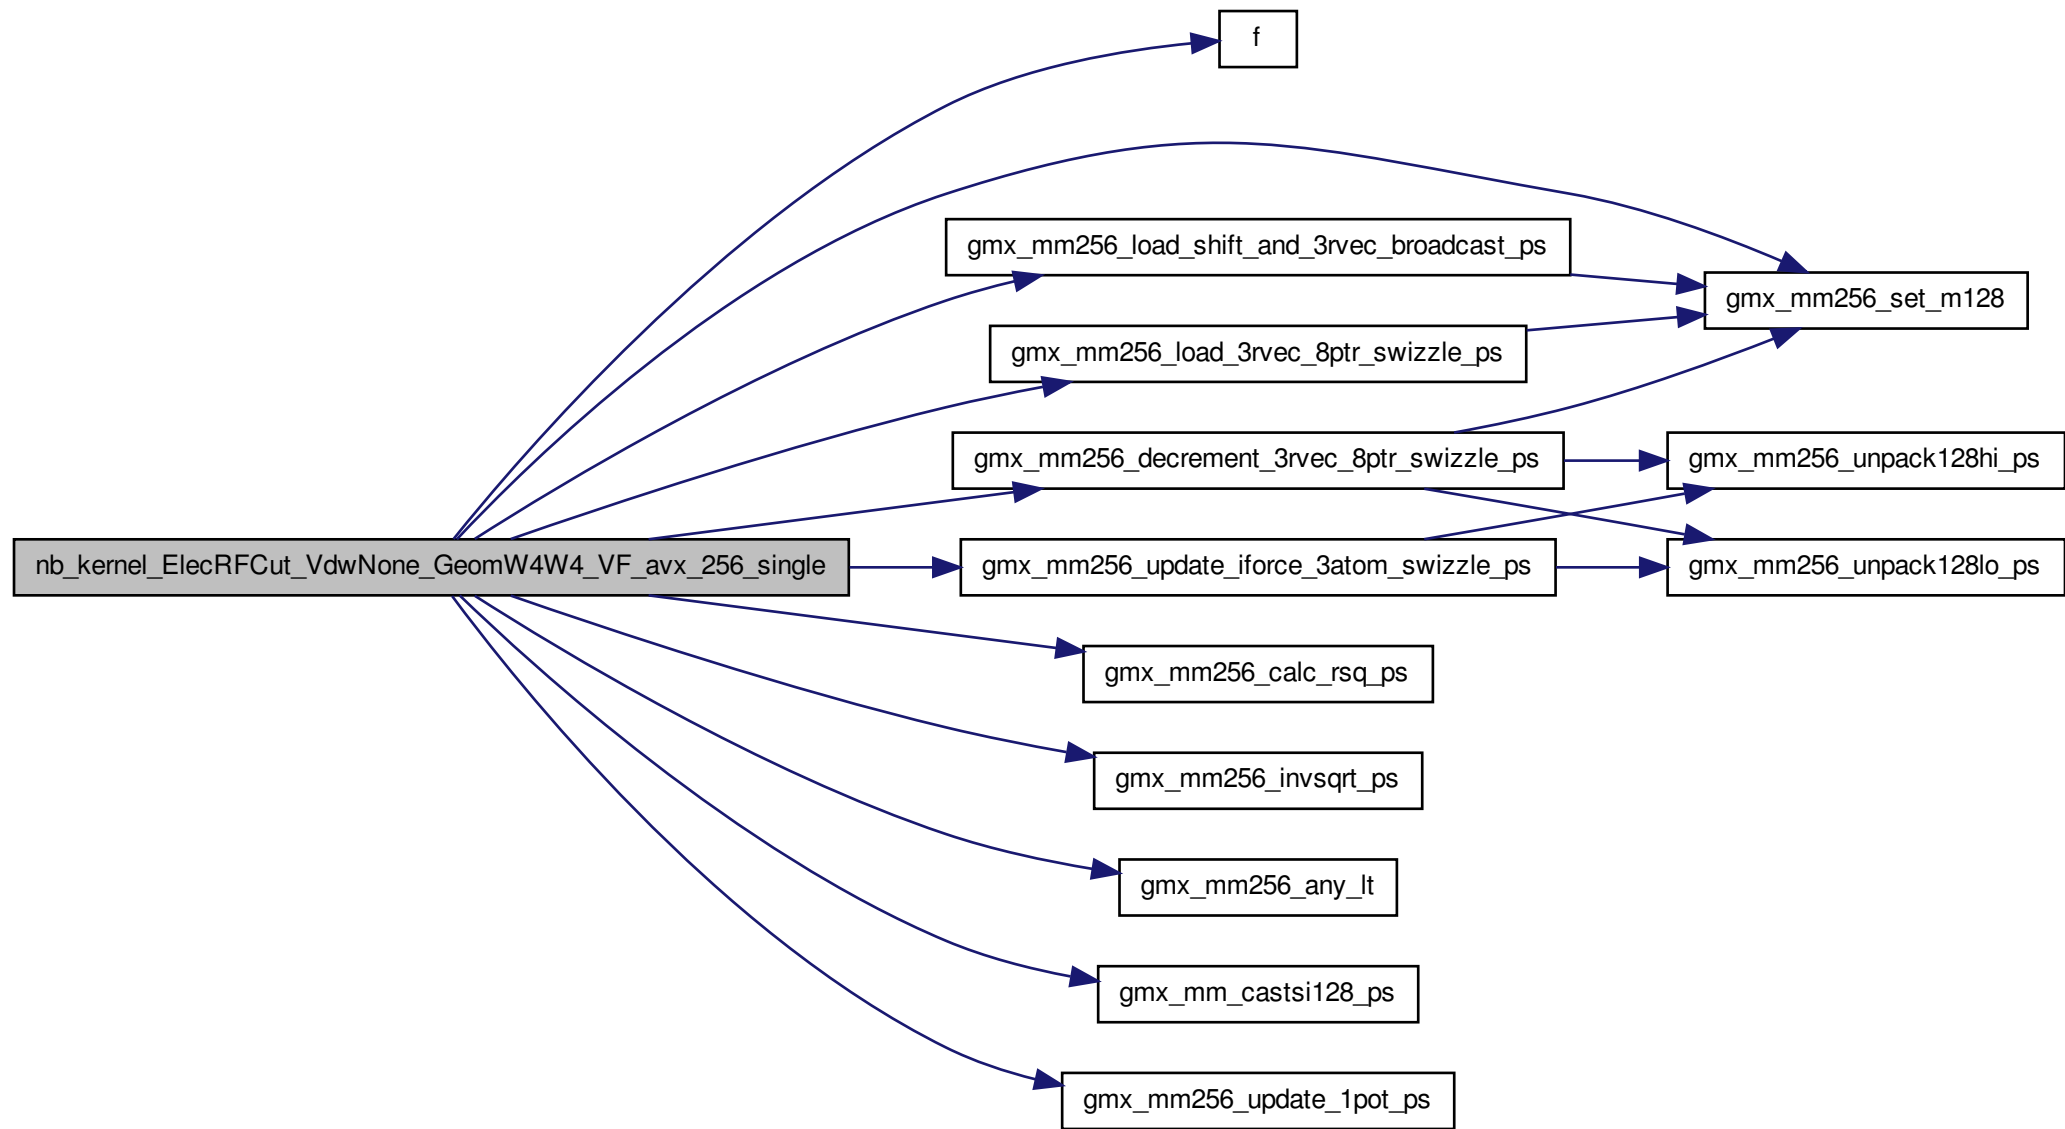 f
gmx_mm256_load_shift_and_3rvec_broadcast_ps
gmx_mm256_set_m128
gmx_mm256_load_3rvec_8ptr_swizzle_ps
gmx_mm256_decrement_3rvec_8ptr_swizzle_ps
gmx_mm256_unpack128hi_ps
nb_kernel_ElecRFCut_VdwNone_GeomW4W4_VF_avx_256_single
gmx_mm256_update_iforce_3atom_swizzle_ps
gmx_mm256_unpack128lo_ps
gmx_mm256_calc_rsq_ps
gmx_mm256_invsqrt_ps
gmx_mm256_any_lt
gmx_mm_castsi128_ps
gmx_mm256_update_1pot_ps